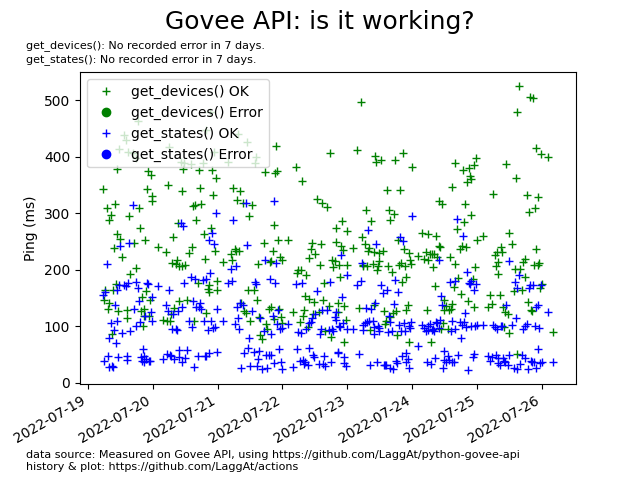 Govee API: is it working?
get_devices(): No recorded error in 7 days.
get_states(): No recorded error in 7 days.
get_devices() OK
get_devices() Error
get_states() OK
get_states() Error
Ping (ms)
500
400
300
200
100
0
2022-07-19
2022-07-20
2022-07-21
2022-07-22
2022-07-23
2022-07-24
2022-07-25
2022-07-26
data source: Measured on Govee API, using https://github.com/LaggAt/python-govee-api
history & plot: https://github.com/LaggAt/actions